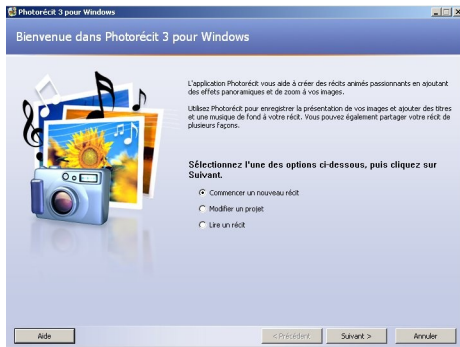 Photorécit 3 pour Windows
Bienvenue dans Photorécit 3 pour Windows
L'application Photorécit vous aide à créer des récits animés passionnants en ajoutant
des effets panoramiques et de zoom à vos images.
Utilisez Photorécit pour enregistrer la présentation de vos images et ajouter des titres
et une musique de fond à votre récit. Vous pouvez également partager votre récit de
plusieurs façons.
Sélectionnez l'une des options ci-dessous, puis cliquez sur
Suivant.
Commencer un nouveau récit
Modifier un projet
Lire un récit
Aide
< Précédent
Suivant >
Annuler